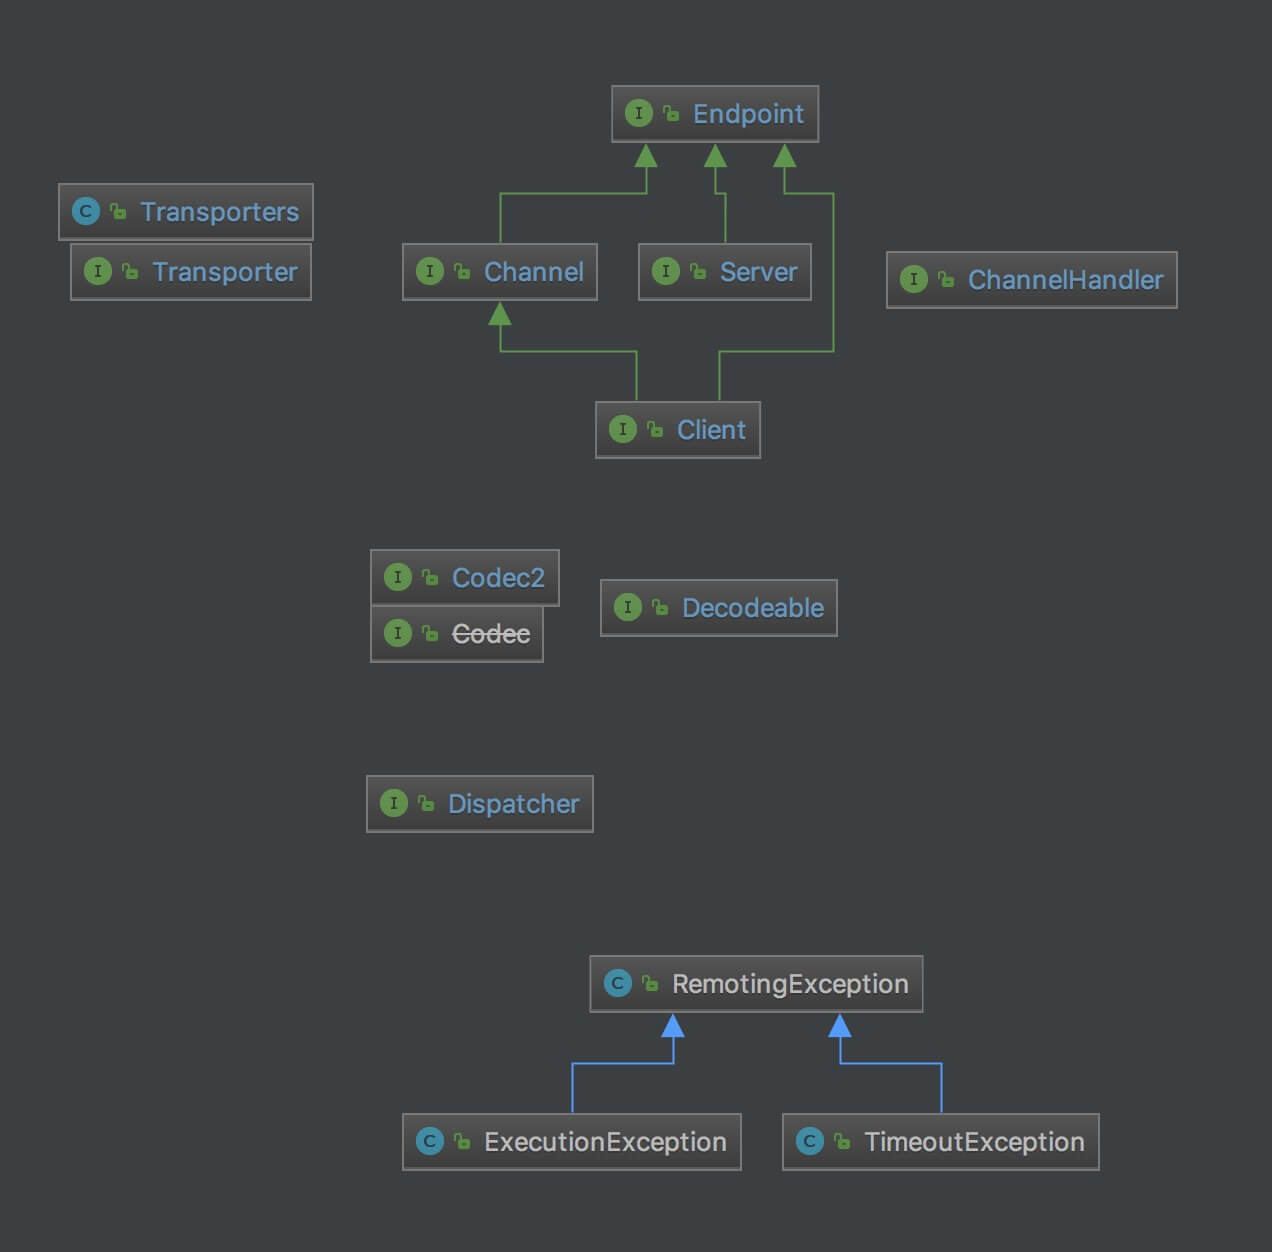 I Endpoint
C Transporters
I Transporter
I Channel
I Server
I ChannelHandler
I Client
I Codec2
I Codec
I Decodeable
I Dispatcher
C RemotingException
C ExecutionException
C TimeoutException